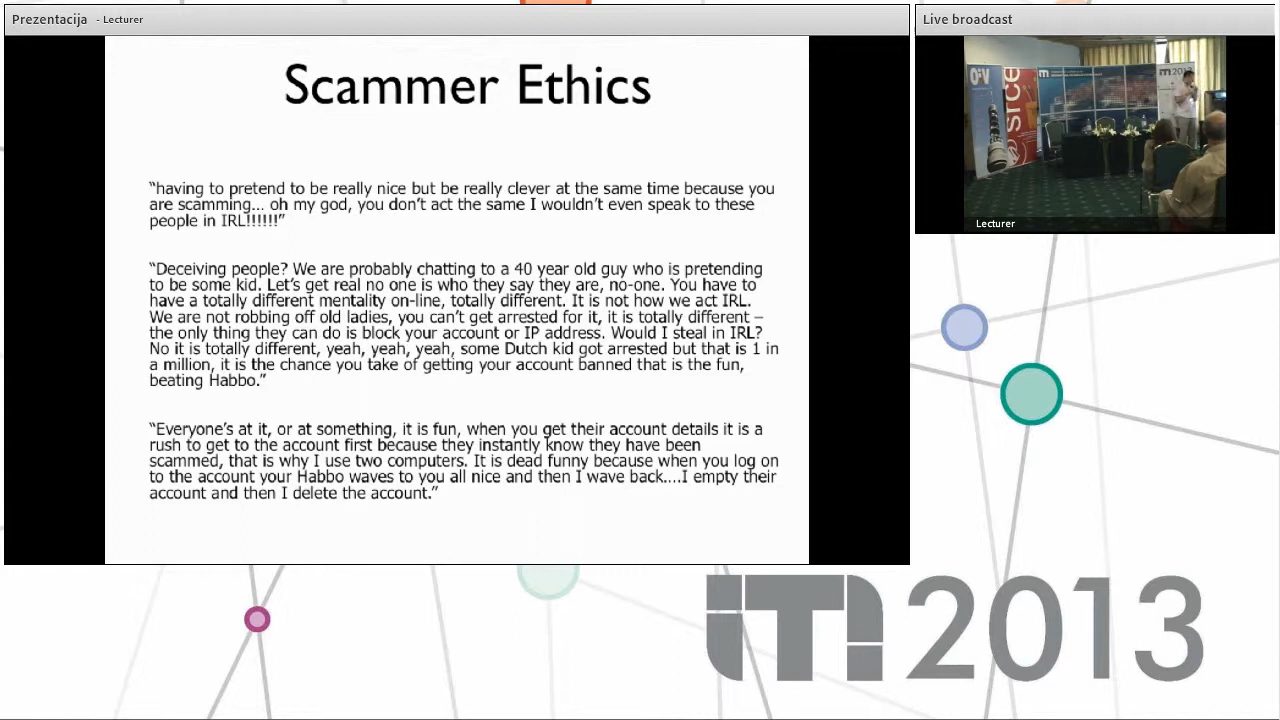 Prezentacija - Lecturer
Live broadcast
Scammer Ethics
“having to pretend to be really nice but be really clever at the same time because you
are scamming... oh my god, you don’t act the same I wouldn’t even speak to these
people in IRL!!!!!!”
“Deceiving people? We are probably chatting to a 40 year old guy who is pretending
to be some kid. Let’s get real no one is who they say they are, no-one. You have to
have a totally different mentality on-line, totally different. It is not how we act IRL.
We are not robbing off old ladies, you can’t get arrested for it, it is totally different –
the only thing they can do is block your account or IP address. Would I steal in IRL?
No it is totally different, yeah, yeah, yeah, some Dutch kid got arrested but that is 1 in
a million, it is the chance you take of getting your account banned that is the fun,
beating Habbo.”
“Everyone’s at it, or at something, it is fun, when you get their account details it is a
rush to get to the account first because they instantly know they have been
scammed, that is why I use two computers. It is dead funny because when you log on
to the account your Habbo waves to you all nice and then I wave back....I empty their
account and then I delete the account.”
srce
Lecturer
iTi 2013